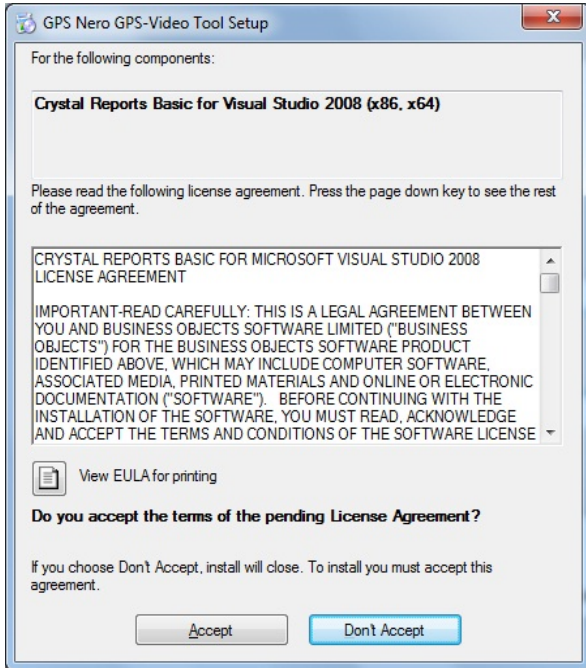 GPS Nero GPS-Video Tool Setup
For the following components:
Crystal Reports Basic for Visual Studio 2008 (x86, x64)
Please read the following license agreement. Press the page down key to see the rest
of the agreement.
CRYSTAL REPORTS BASIC FOR MICROSOFT VISUAL STUDIO 2008
LICENSE AGREEMENT
IMPORTANT-READ CAREFULLY: THIS IS A LEGAL AGREEMENT BETWEEN
YOU AND BUSINESS OBJECTS SOFTWARE LIMITED ("BUSINESS
OBJECTS") FOR THE BUSINESS OBJECTS SOFTWARE PRODUCT
IDENTIFIED ABOVE, WHICH MAY INCLUDE COMPUTER SOFTWARE,
ASSOCIATED MEDIA, PRINTED MATERIALS AND ONLINE OR ELECTRONIC
DOCUMENTATION ("SOFTWARE").   BEFORE CONTINUING WITH THE
INSTALLATION OF THE SOFTWARE, YOU MUST READ, ACKNOWLEDGE
AND ACCEPT THE TERMS AND CONDITIONS OF THE SOFTWARE LICENSE
View EULA for printing
Do you accept the terms of the pending License Agreement?
If you choose Don't Accept, install will close. To install you must accept this
agreement.
Accept
Don't Accept